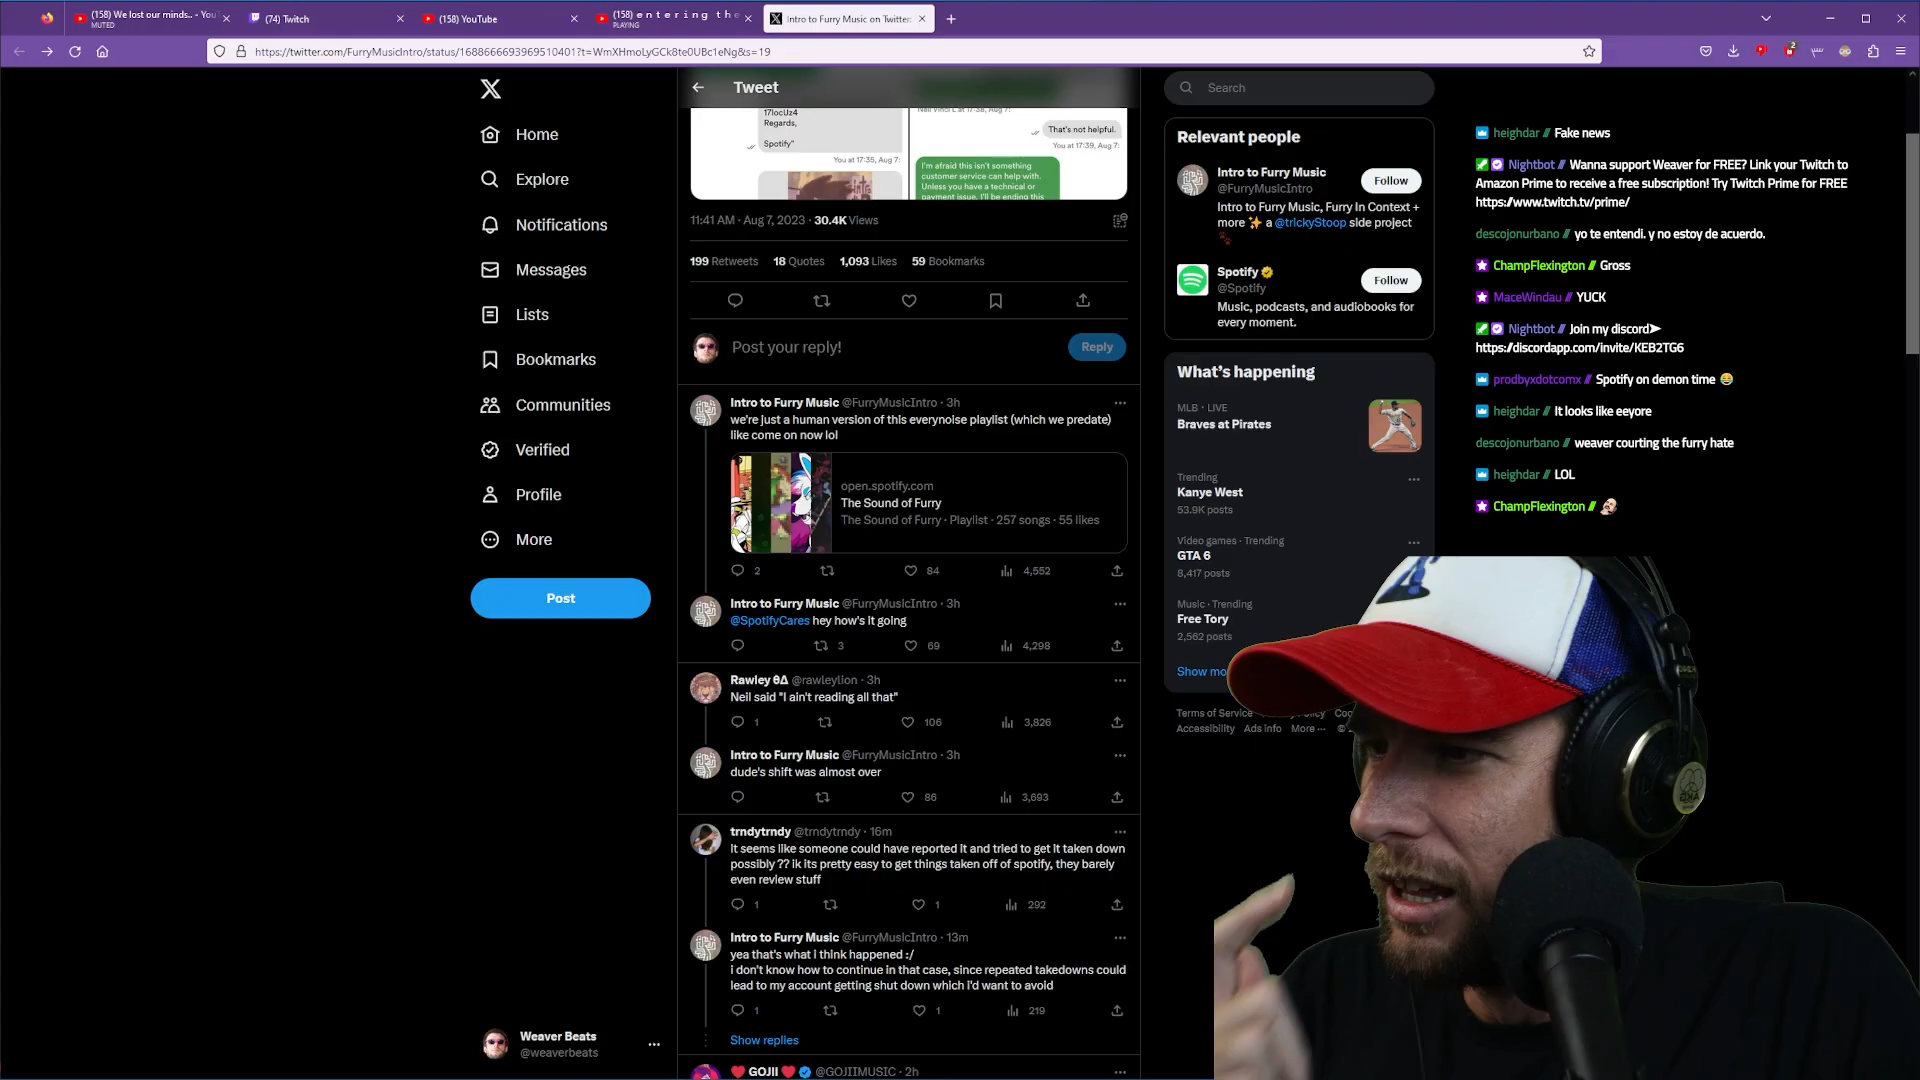 (158) We lost our minds.. - You
MUTED
(74) Twitch
(158) YouTube
(158) e n t e r i n g t h e
PLAYING
Intro to Furry Music on Twitter:
https://twitter.com/FurryMusicIntro/status/1688666693969510401?t=WmXHmoLyGCk8te0UBc1eNg&s=19
2
Home
Explore
Notifications
Messages
Lists
Bookmarks
Communities
Verified
Profile
More
Post
Weaver Beats
@weaverbeats
Tweet
17locUz4
Regards,
Spotify"
You at 17:35, Aug 7:
Neil Vinci L at 17:38, Aug 7:
That's not helpful.
You at 17:39, Aug 7:
I'm afraid this isn't something
customer service can help with.
Unless you have a technical or
payment issue, I'll be ending this
11:41 AM · Aug 7, 2023 · 30.4K Views
199 Retweets 18 Quotes 1,093 Likes 59 Bookmarks
Post your reply!
Reply
Intro to Furry Music @FurryMusicIntro · 3h
we're just a human version of this everynoise playlist (which we predate)
like come on now lol
open.spotify.com
The Sound of Furry
The Sound of Furry · Playlist · 257 songs · 55 likes
2 84 4,552
Intro to Furry Music @FurryMusicIntro · 3h
@SpotifyCares hey how's it going
3 69 4,298
Rawley θΔ @rawleylion · 3h
Neil said "I ain't reading all that"
1 106 3,826
Intro to Furry Music @FurryMusicIntro · 3h
dude's shift was almost over
86 3,693
trndytrndy @trndytrndy · 16m
it seems like someone could have reported it and tried to get it taken down
possibly ?? ik its pretty easy to get things taken off of spotify, they barely
even review stuff
1 1 292
Intro to Furry Music @FurryMusicIntro · 13m
yea that's what i think happened :/
i don't know how to continue in that case, since repeated takedowns could
lead to my account getting shut down which i'd want to avoid
1 1 219
Show replies
GOJII @GOJIIMUSIC · 2h
Search
Relevant people
Intro to Furry Music
@FurryMusicIntro
Follow
Intro to Furry Music, Furry In Context +
more ✨ a @trickyStoop side project
Spotify
@Spotify
Follow
Music, podcasts, and audiobooks for
every moment.
What's happening
MLB · LIVE
Braves at Pirates
Trending
Kanye West
53.9K posts
Video games · Trending
GTA 6
8,417 posts
Music · Trending
Free Tory
2,562 posts
Show mo
Terms of Service
Accessibility Ads info More ···
heighdar // Fake news
Nightbot // Wanna support Weaver for FREE? Link your Twitch to
Amazon Prime to receive a free subscription! Try Twitch Prime for FREE
https://www.twitch.tv/prime/
descojonurbano // yo te entendi. y no estoy de acuerdo.
ChampFlexington // Gross
MaceWindau // YUCK
Nightbot // Join my discord➤
https://discordapp.com/invite/KEB2TG6
prodbyxdotcomx // Spotify on demon time 😂
heighdar // It looks like eeyore
descojonurbano // weaver courting the furry hate
heighdar // LOL
ChampFlexington //
AKG